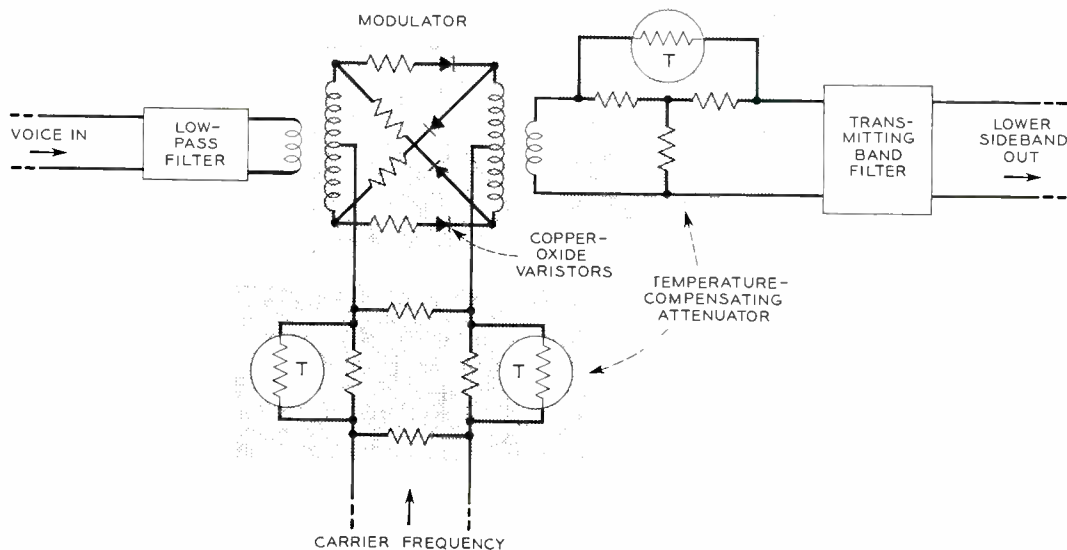 MODULATOR
VOICE IN
LOW-
PASS
FILTER
T
TRANS-
MITTING
BAND
FILTER
LOWER
SIDEBAND
OUT
COPPER-
OXIDE
VARISTORS
TEMPERATURE-
COMPENSATING
ATTENUATOR
T
T
CARRIER FREQUENCY